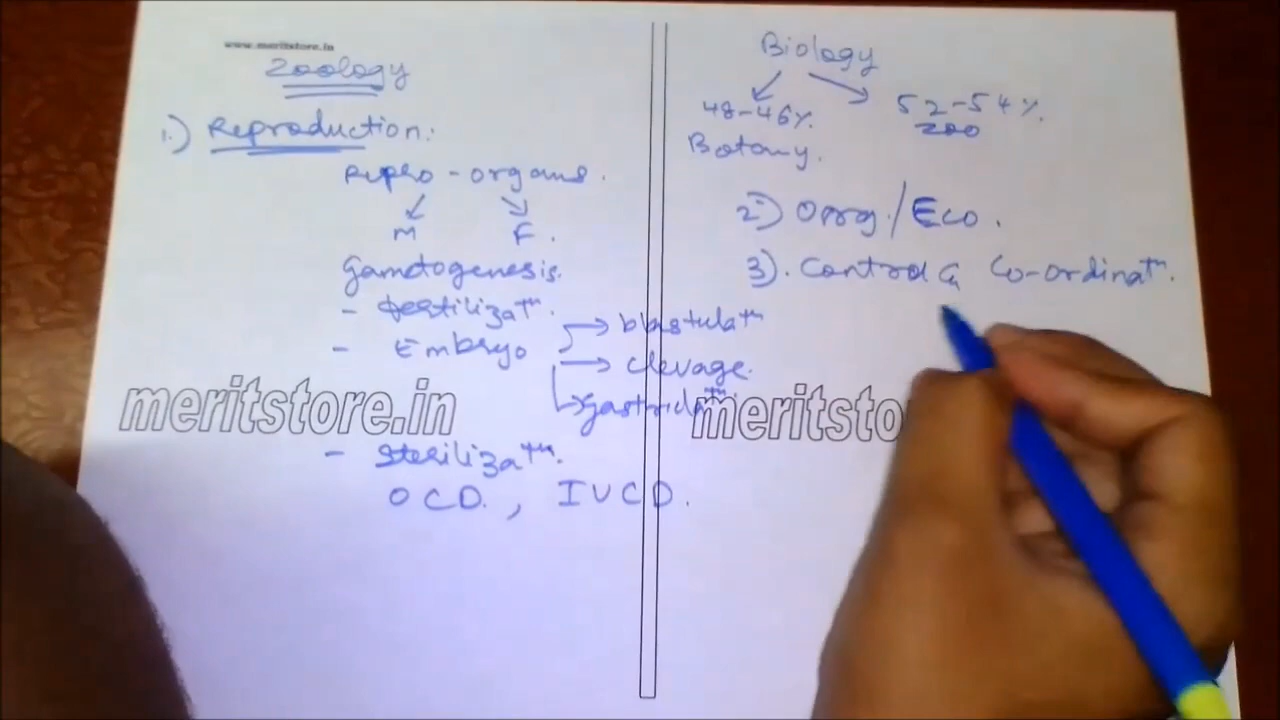 www.meritstore.in
Zoology
1.) Reproduction:
Repro - organs.
M F.
Gametogenesis.
- fertilizatn.
- Embryo → blastulatn
→ clevage.
→ gastrulatn.
meritstore.in
- Sterilizatn.
OCD., IUCD.
Biology
48-46%. 52-54%.
Botany. Zoo
2.) Org./Eco.
3). Control & Co-ordinatn.
meritsto